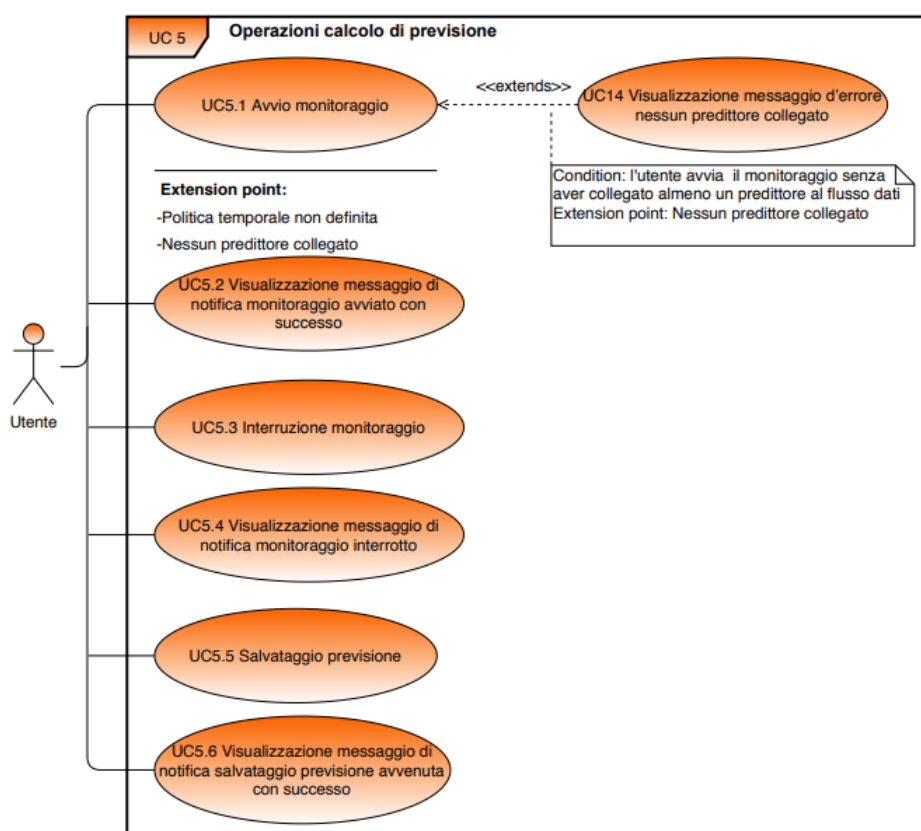 UC 5
Operazioni calcolo di previsione
UC5.1 Avvio monitoraggio
<<extends>>
UC14 Visualizzazione messaggio d'errore
nessun predittore collegato
Condition: l'utente avvia il monitoraggio senza
aver collegato almeno un predittore al flusso dati
Extension point: Nessun predittore collegato
Extension point:
-Politica temporale non definita
-Nessun predittore collegato
UC5.2 Visualizzazione messaggio di
notifica monitoraggio avviato con
successo
Utente
UC5.3 Interruzione monitoraggio
UC5.4 Visualizzazione messaggio di
notifica monitoraggio interrotto
UC5.5 Salvataggio previsione
UC5.6 Visualizzazione messaggio di
notifica salvataggio previsione avvenuta
con successo